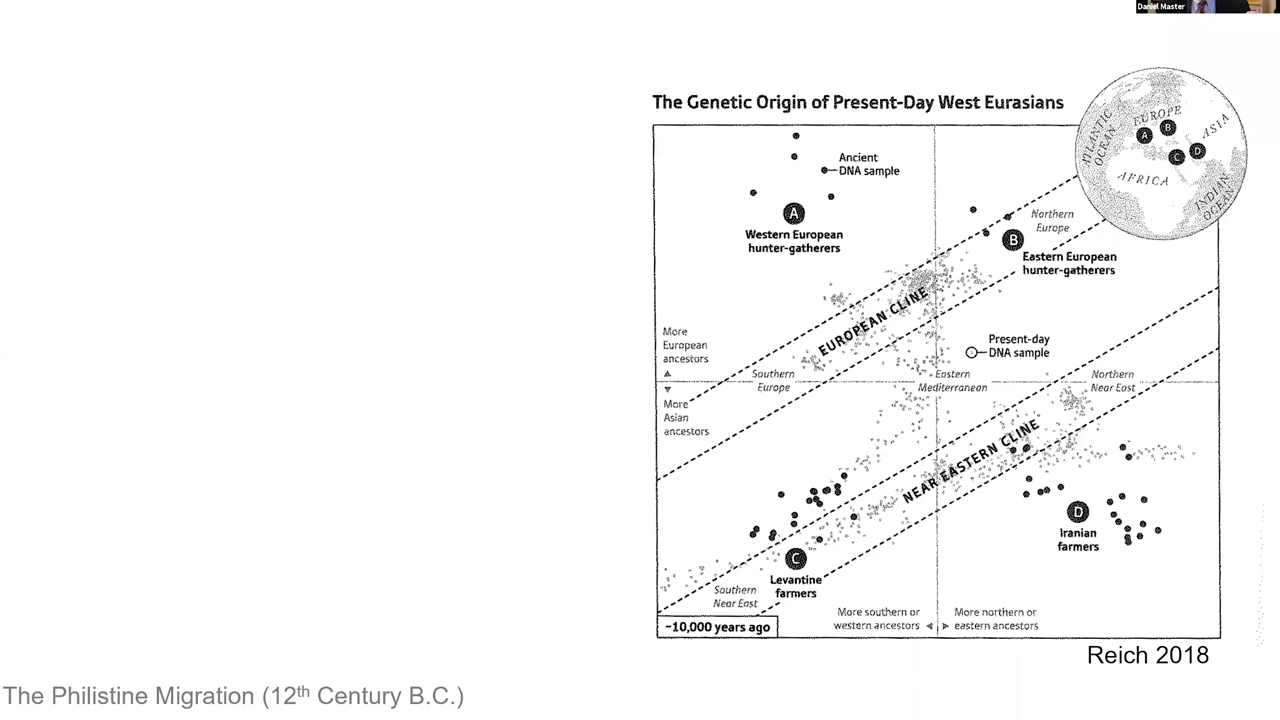 Daniel Master
The Genetic Origin of Present-Day West Eurasians
ATLANTIC
OCEAN
EUROPE
A
B
ASIA
C
D
AFRICA
INDIAN
OCEAN
Ancient
DNA sample
A
Western European
hunter-gatherers
Northern
Europe
B
Eastern European
hunter-gatherers
EUROPEAN CLINE
More
European
ancestors
Present-day
DNA sample
Southern
Europe
Eastern
Mediterranean
Northern
Near East
More
Asian
ancestors
NEAR EASTERN CLINE
D
Iranian
farmers
C
Levantine
farmers
Southern
Near East
More southern or
western ancestors
More northern or
eastern ancestors
~10,000 years ago
Reich 2018
The Philistine Migration (12th Century B.C.)